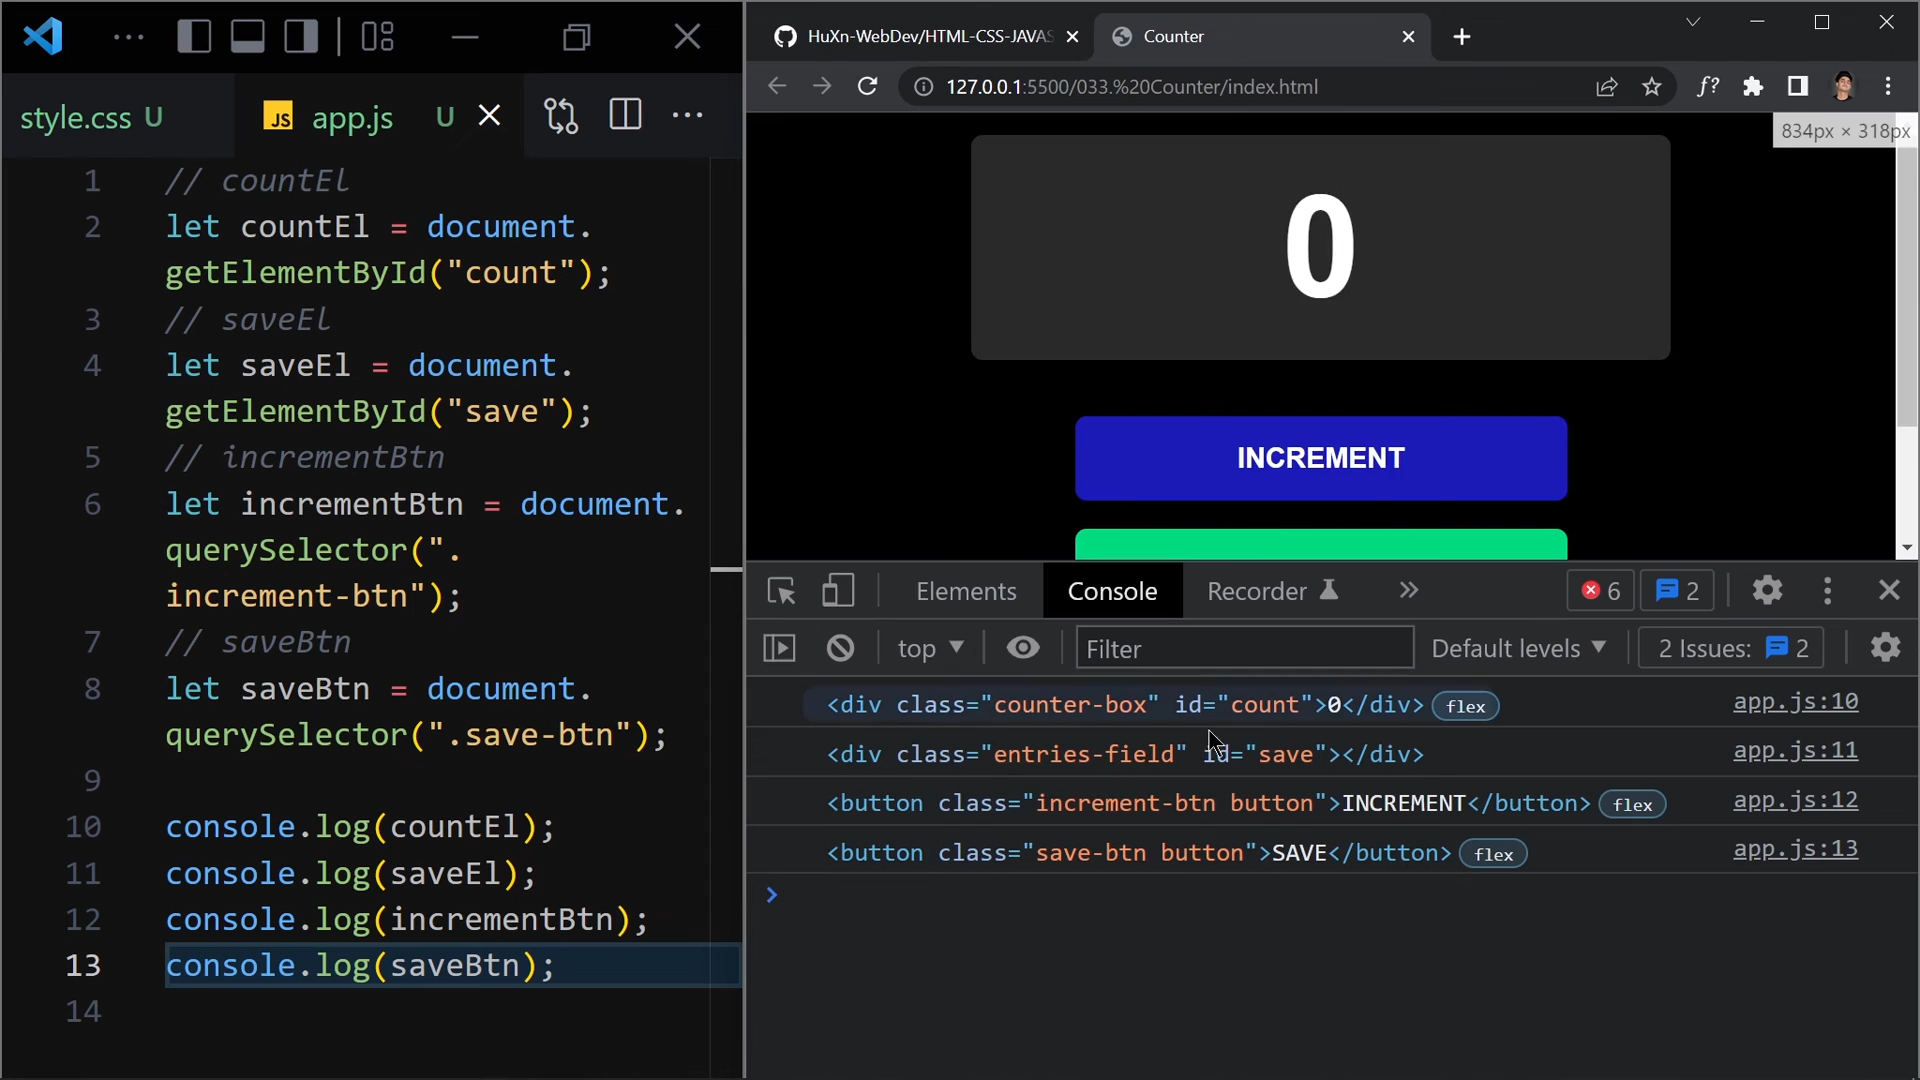 style.css U
JS app.js U
1 // countEl
2 let countEl = document.
getElementById("count");
3 // saveEl
4 let saveEl = document.
getElementById("save");
5 // incrementBtn
6 let incrementBtn = document.
querySelector(".
increment-btn");
7 // saveBtn
8 let saveBtn = document.
querySelector(".save-btn");
9
10 console.log(countEl);
11 console.log(saveEl);
12 console.log(incrementBtn);
13 console.log(saveBtn);
14
HuXn-WebDev/HTML-CSS-JAVAS
Counter
127.0.0.1:5500/033.%20Counter/index.html
f?
834px × 318px
0
INCREMENT
Elements Console Recorder 6 2
top Filter Default levels 2 Issues: 2
<div class="counter-box" id="count">0</div> flex app.js:10
<div class="entries-field" id="save"></div> app.js:11
<button class="increment-btn button">INCREMENT</button> flex app.js:12
<button class="save-btn button">SAVE</button> flex app.js:13